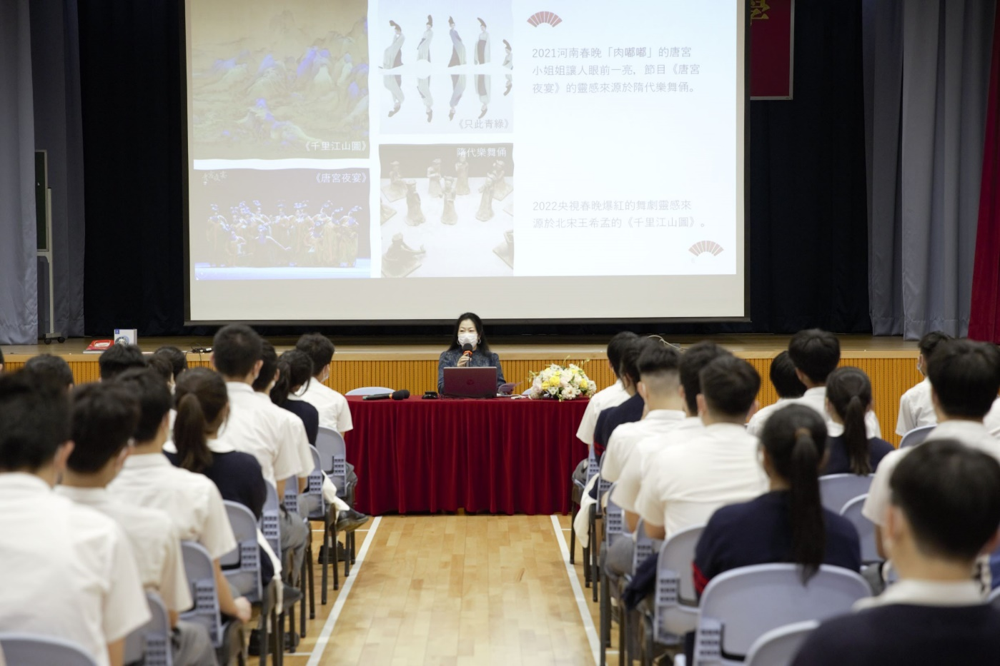 《千里江山圖》
《只此青綠》
《唐宮夜宴》
隋代樂舞俑
2021河南春晚「肉嘟嘟」的唐宮
小姐姐讓人眼前一亮，節目《唐宮
夜宴》的靈感來源於隋代樂舞俑。
2022央視春晚爆紅的舞劇靈感來
源於北宋王希孟的《千里江山圖》。
學